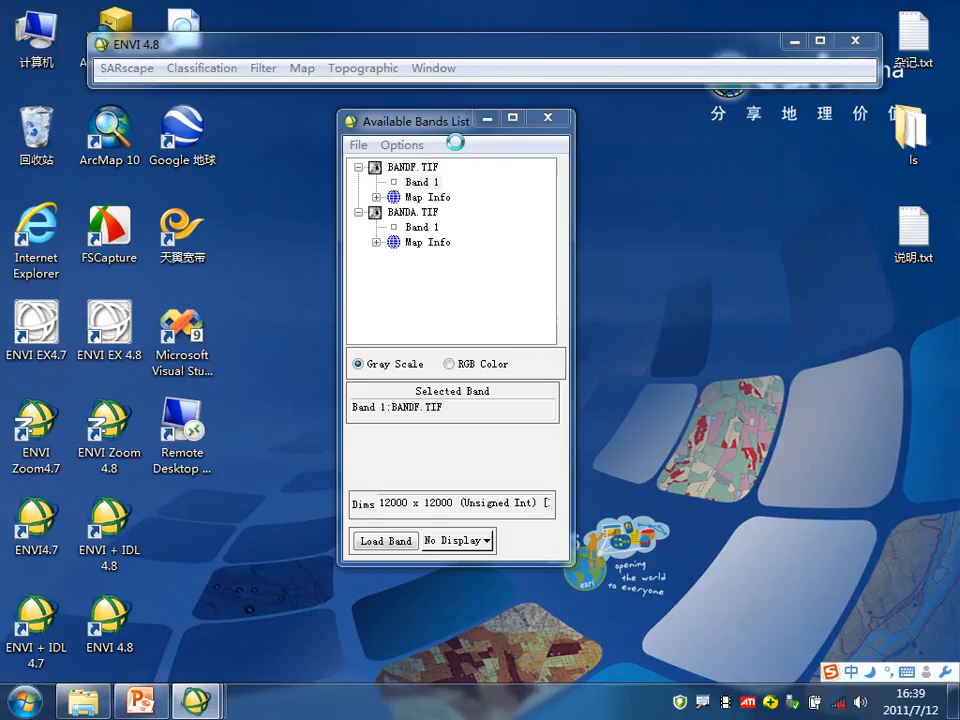 ENVI 4.8
SARscape Classification Filter Map Topographic Window
分 享 地 理 价
计算机
回收站
ArcMap 10
Google 地球
Internet Explorer
FSCapture
天翼宽带
ENVI EX4.7
ENVI EX 4.8
9
Microsoft
Visual Stu...
ENVI
Zoom4.7
ENVI Zoom
4.8
Remote
Desktop ...
ENVI4.7
ENVI + IDL
4.8
ENVI + IDL
4.7
ENVI 4.8
Available Bands List
File Options
BANDF.TIF
Band 1
Map Info
BANDA.TIF
Band 1
Map Info
Gray Scale RGB Color
Selected Band
Band 1:BANDF.TIF
Dims 12000 x 12000 (Unsigned Int) [
Load Band No Display
杂记.txt
ls
说明.txt
esri
opening
the world
to everyone
中
ATI
16:39
2011/7/12